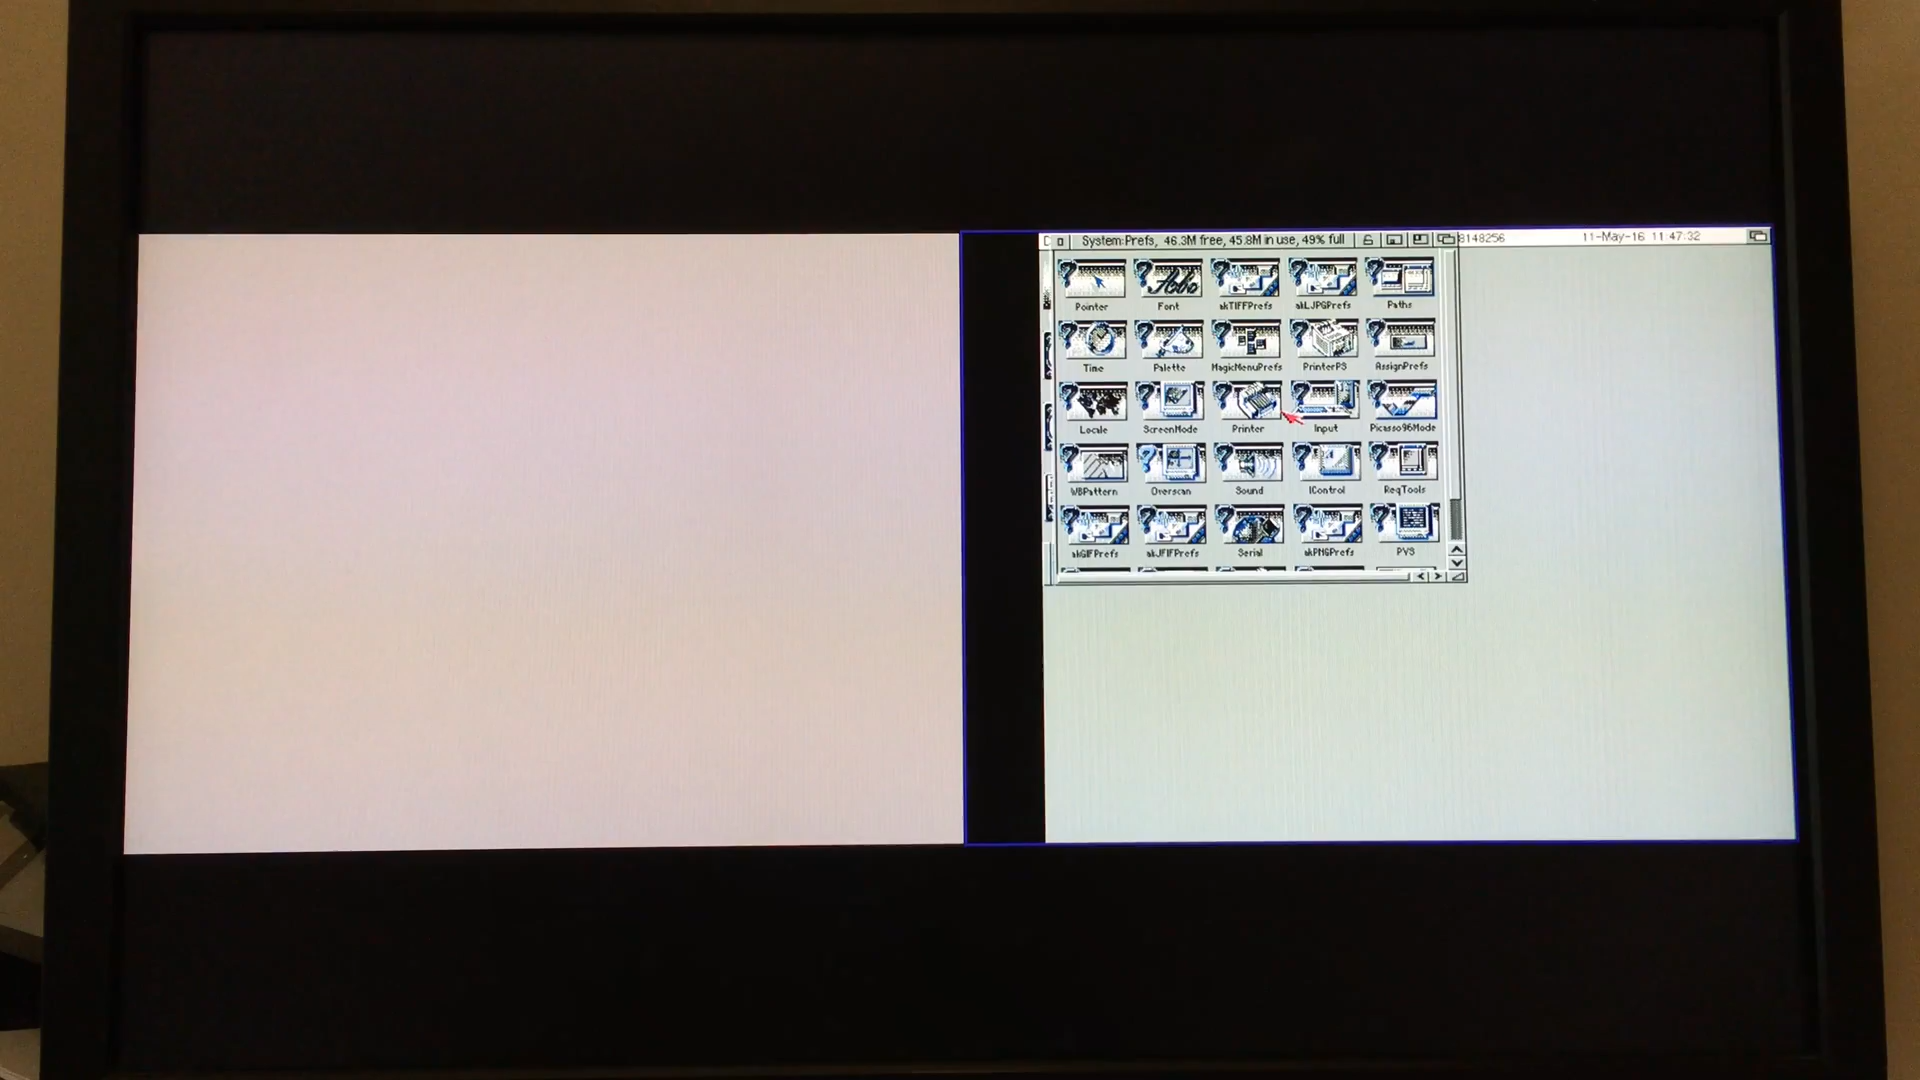 System:Prefs, 46.3M free, 45.8M in use, 49% full
8148256
11-May-16 11:47:32
Pointer
Font
akTIFFPrefs
akLJPGPrefs
Paths
Time
Palette
MagicMenuPrefs
PrinterPS
AssignPrefs
Locale
ScreenMode
Printer
Input
Picasso96Mode
WBPattern
Overscan
Sound
IControl
ReqTools
akGIFPrefs
akJFIFPrefs
Serial
akPNGPrefs
PVS